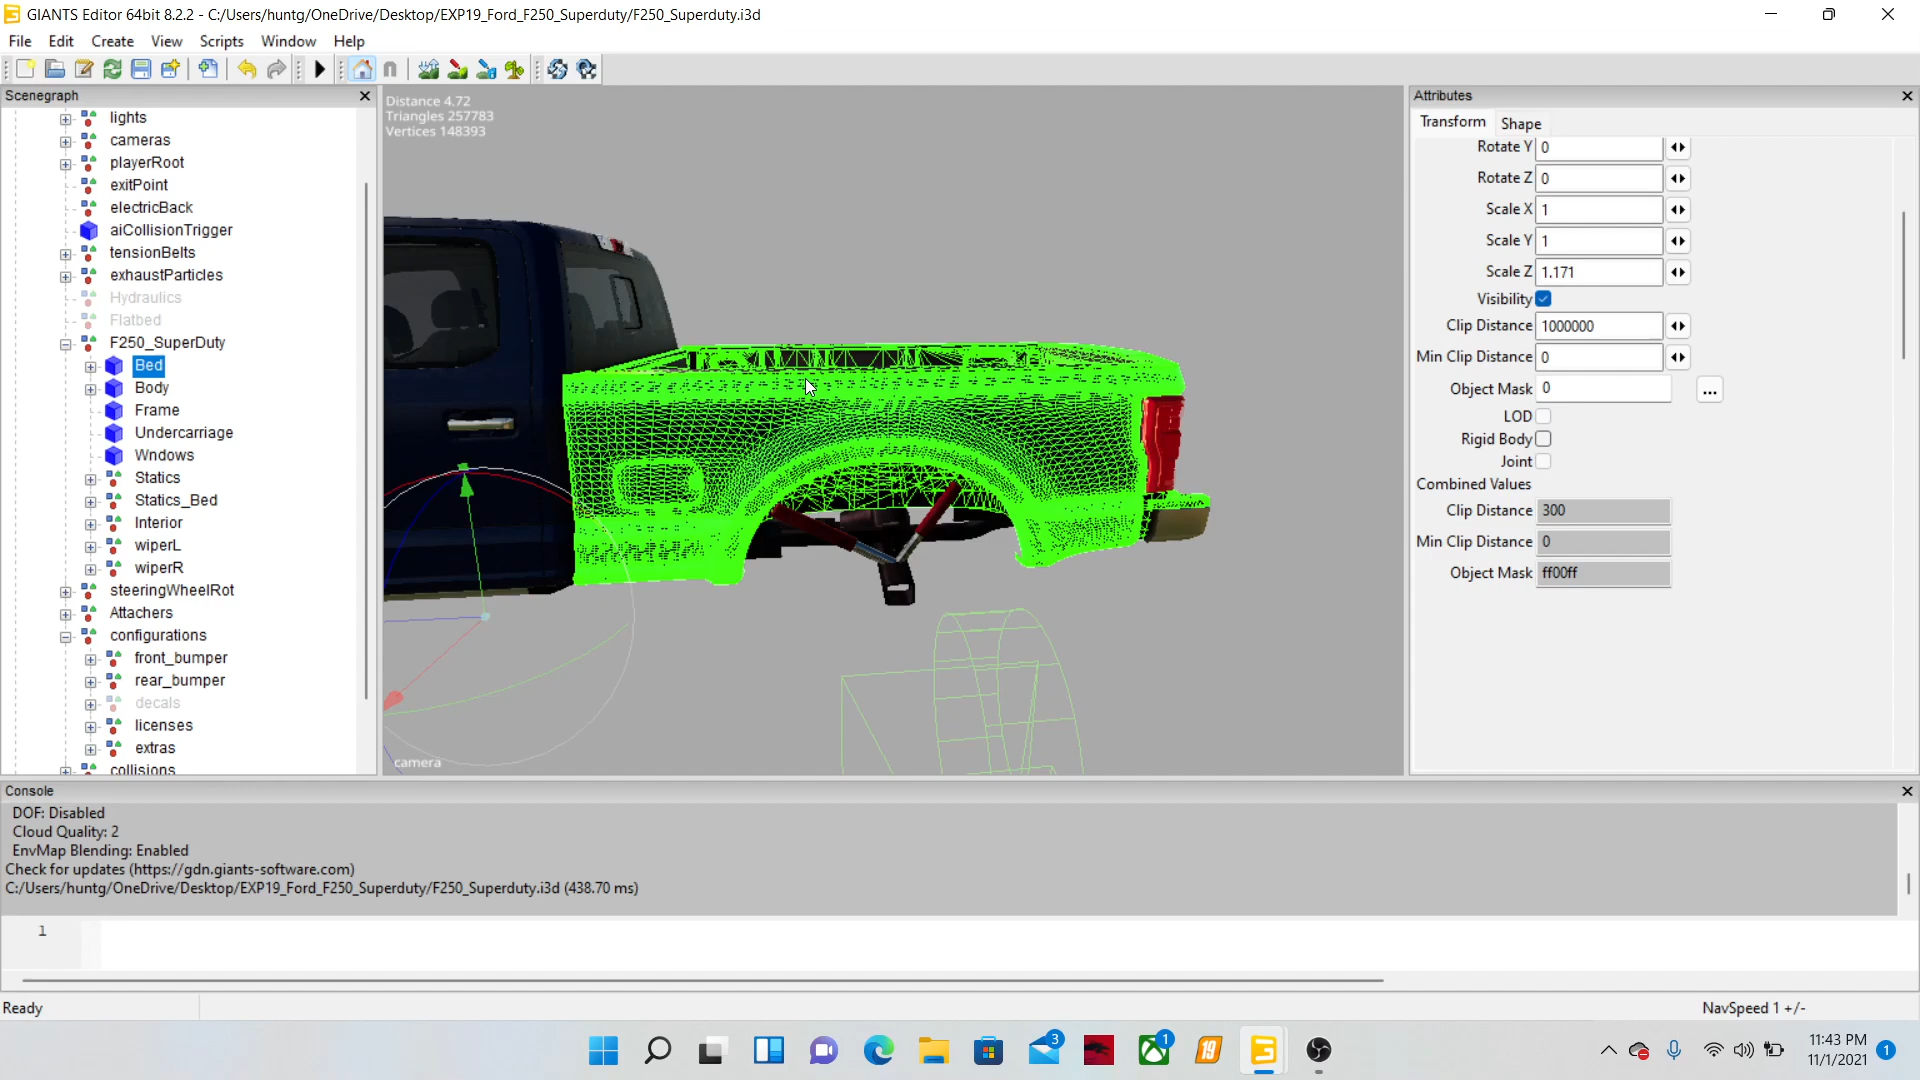 GIANTS Editor 64bit 8.2.2 - C:/Users/huntg/OneDrive/Desktop/EXP19_Ford_F250_Superduty/F250_Superduty.i3d
File Edit Create View Scripts Window Help
Scenegraph
lights
cameras
playerRoot
exitPoint
electricBack
aiCollisionTrigger
tensionBelts
exhaustParticles
Hydraulics
Flatbed
F250_SuperDuty
Bed
Body
Frame
Undercarriage
Wndows
Statics
Statics_Bed
Interior
wiperL
wiperR
steeringWheelRot
Attachers
configurations
front_bumper
rear_bumper
decals
licenses
extras
collisions
Distance 4.72
Triangles 257783
Vertices 148393
camera
Attributes
Transform Shape
Rotate Y 0
Rotate Z 0
Scale X 1
Scale Y 1
Scale Z 1.171
Visibility
Clip Distance 1000000
Min Clip Distance 0
Object Mask 0 ...
LOD
Rigid Body
Joint
Combined Values
Clip Distance 300
Min Clip Distance 0
Object Mask ff00ff
Console
DOF: Disabled
Cloud Quality: 2
EnvMap Blending: Enabled
Check for updates (https://gdn.giants-software.com)
C:/Users/huntg/OneDrive/Desktop/EXP19_Ford_F250_Superduty/F250_Superduty.i3d (438.70 ms)
1
Ready
NavSpeed 1 +/-
3
1
19
11:43 PM
11/1/2021
1